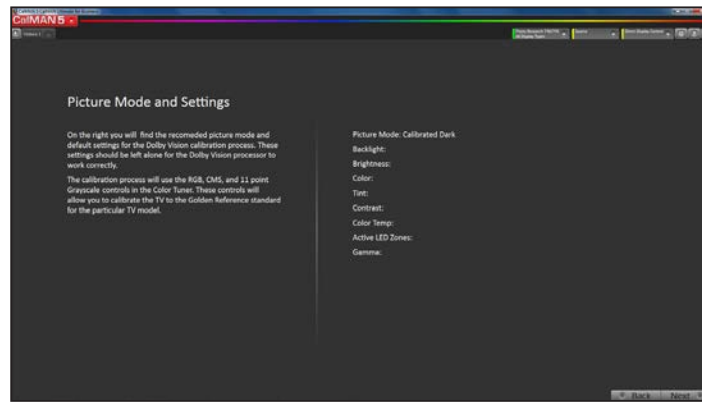 CalMAN 5
Picture Mode and Settings
On the right you will find the recomeded picture mode and
default settings for the Dolby Vision calibration process. These
settings should be left alone for the Dolby Vision processor to
work correctly.
The calibration process will use the RGB, CMS, and 11 point
Grayscale controls in the Color Tuner. These controls will
allow you to calibrate the TV to the Golden Reference standard
for the particular TV model.
Picture Mode: Calibrated Dark
Backlight:
Brightness:
Color:
Tint:
Contrast:
Color Temp:
Active LED Zones:
Gamma:
Back Next